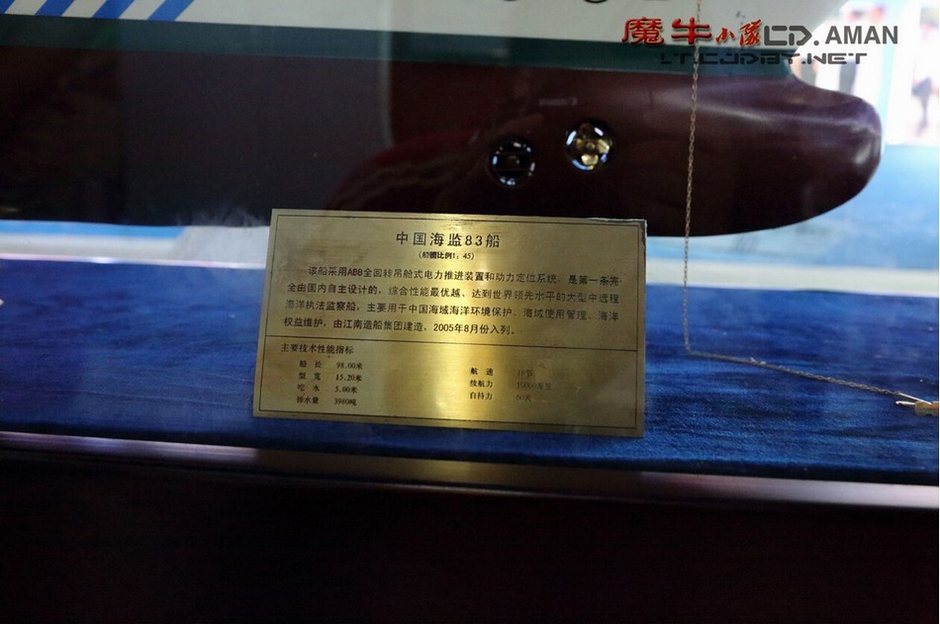 魔牛小队CD.AMAN
LT.CJDBY.NET
中国海监83船
(船模比例1:45)
该船采用ABB全回转吊舱式电力推进装置和动力定位系统,是第一条完
全由国内自主设计的,综合性能最优越、达到世界领先水平的大型中远程
海洋执法监察船,主要用于中国海域海洋环境保护、海域使用管理、海洋
权益维护,由江南造船集团建造,2005年8月份入列。
主要技术性能指标
船长 98.00米
型宽 15.20米
吃水 5.00米
排水量 3980吨
航速 18节
续航力
自持力